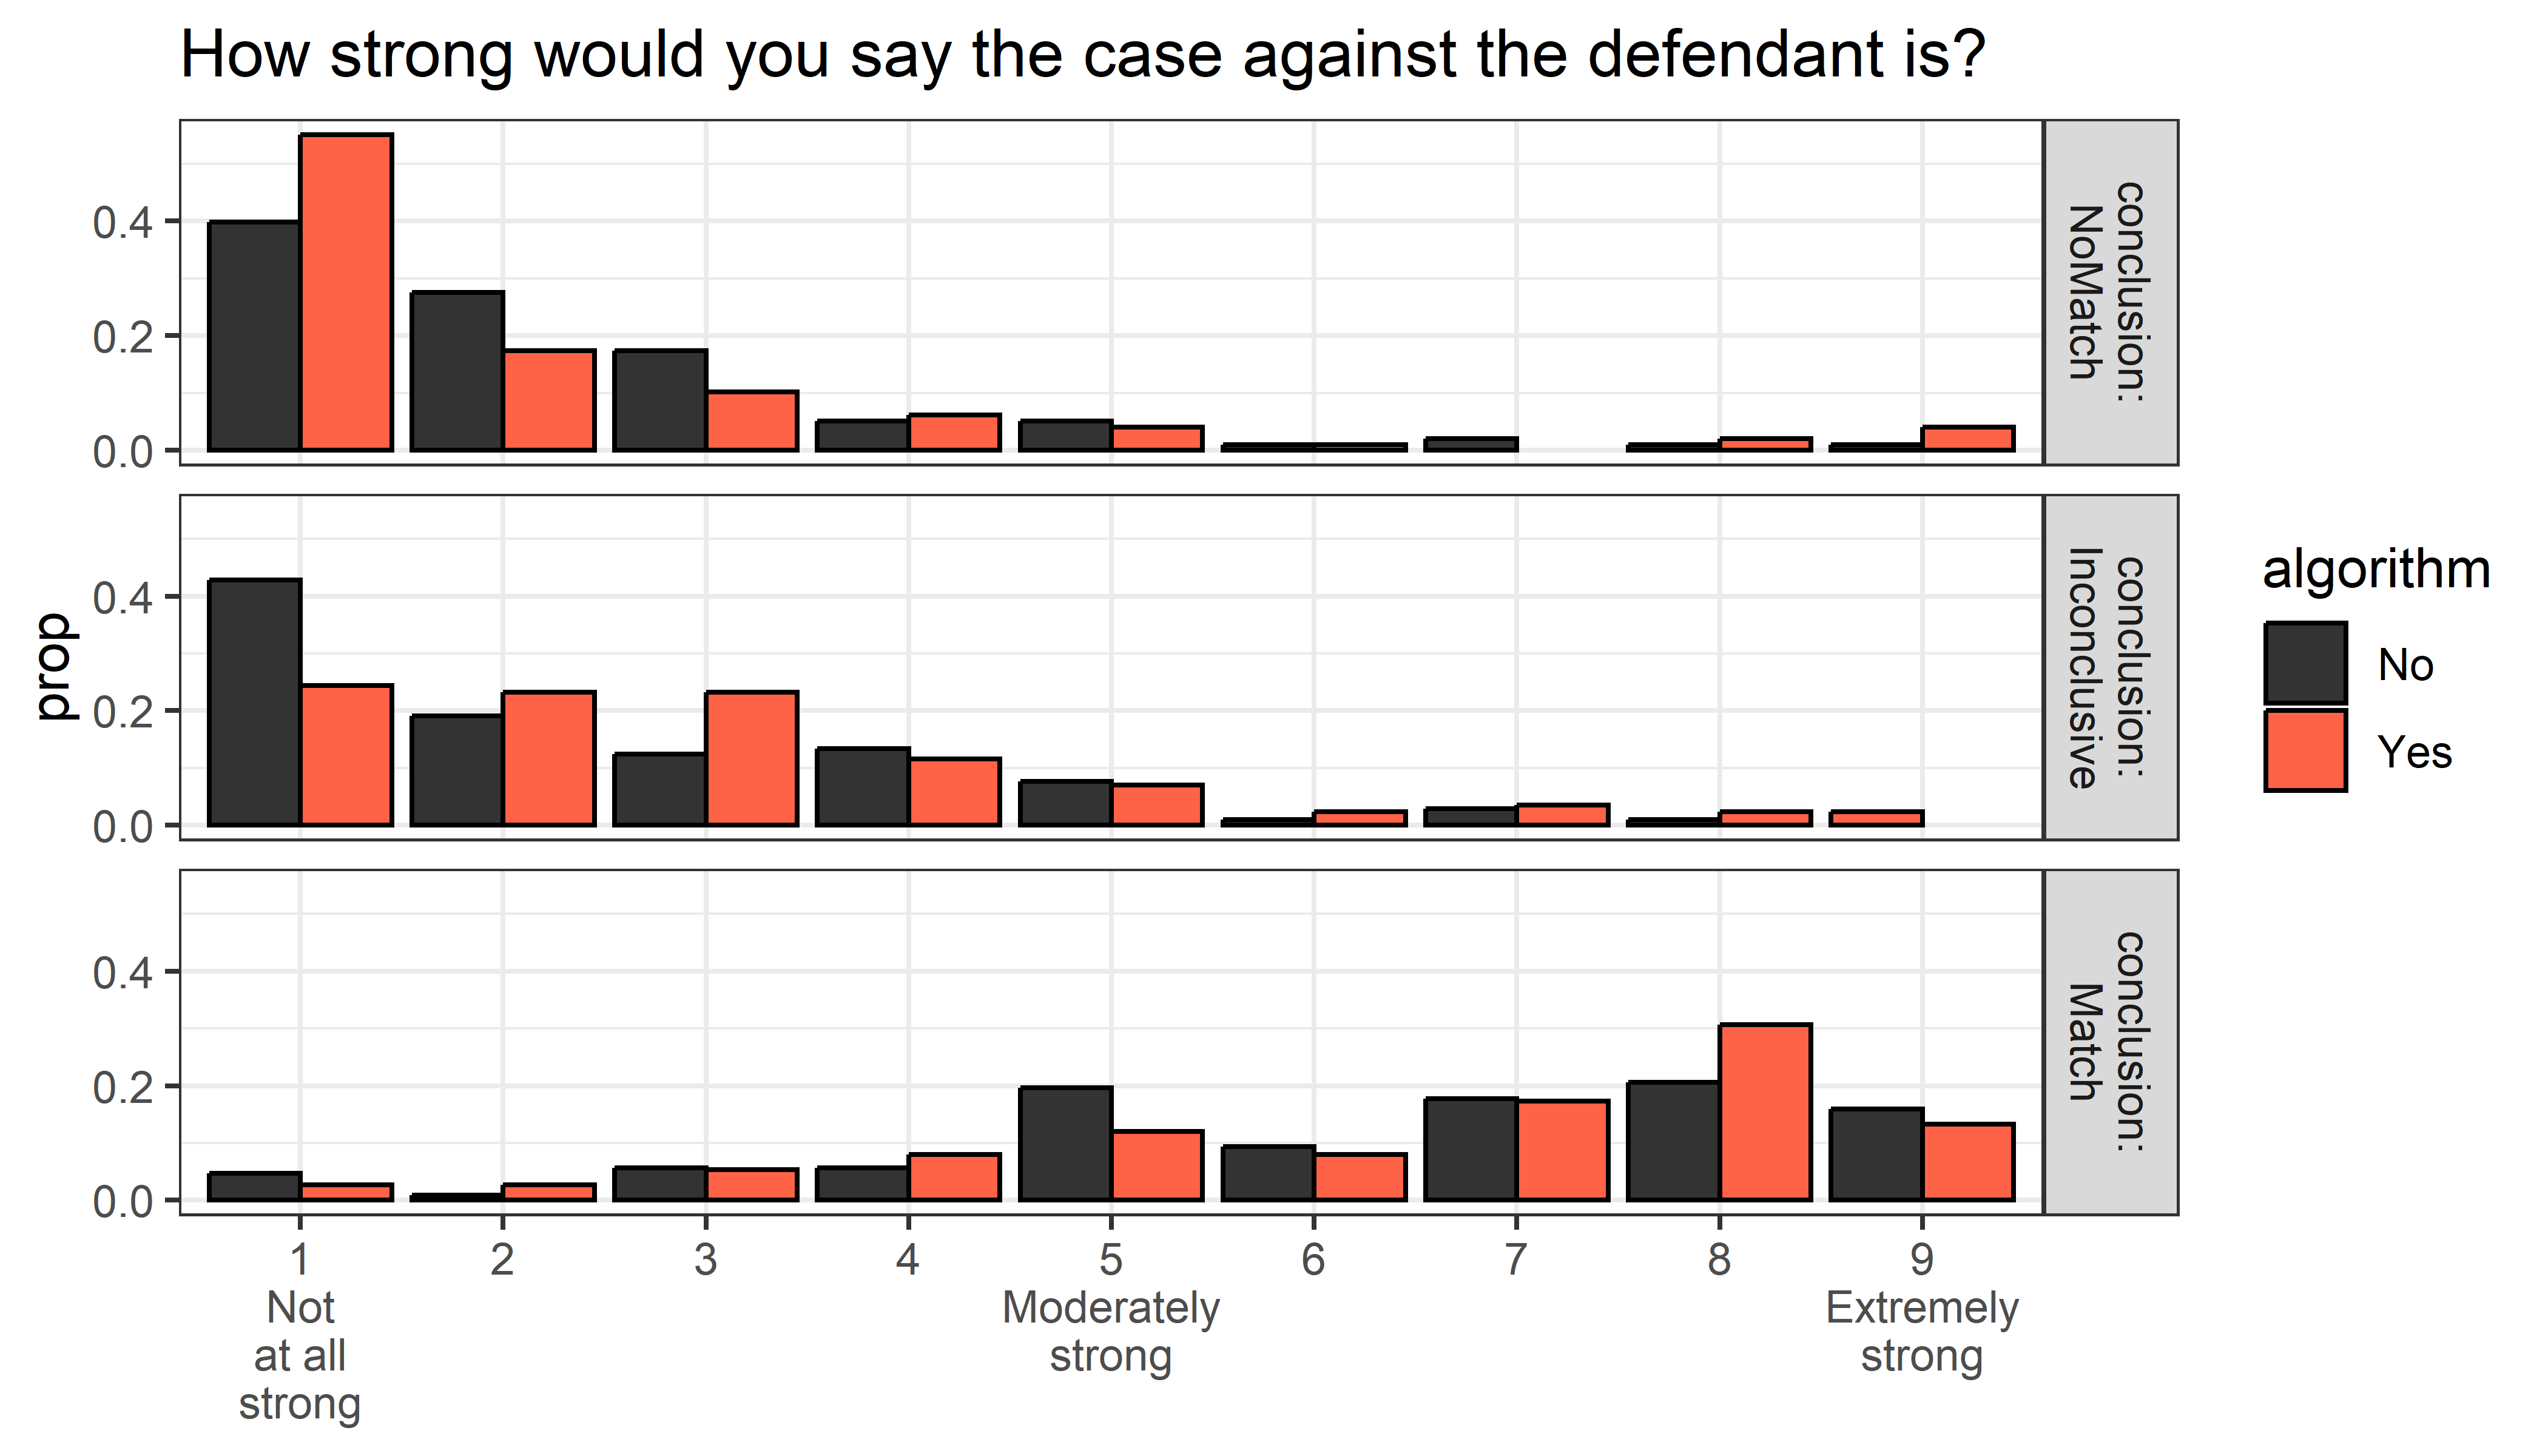 How strong would you say the case against the defendant is?
prop
0.4
0.2
0.0
conclusion:
NoMatch
0.4
0.2
0.0
conclusion:
Inconclusive
0.4
0.2
0.0
conclusion:
Match
1 2 3 4 5 6 7 8 9
Not Moderately Extremely
at all strong strong
strong
algorithm
No
Yes